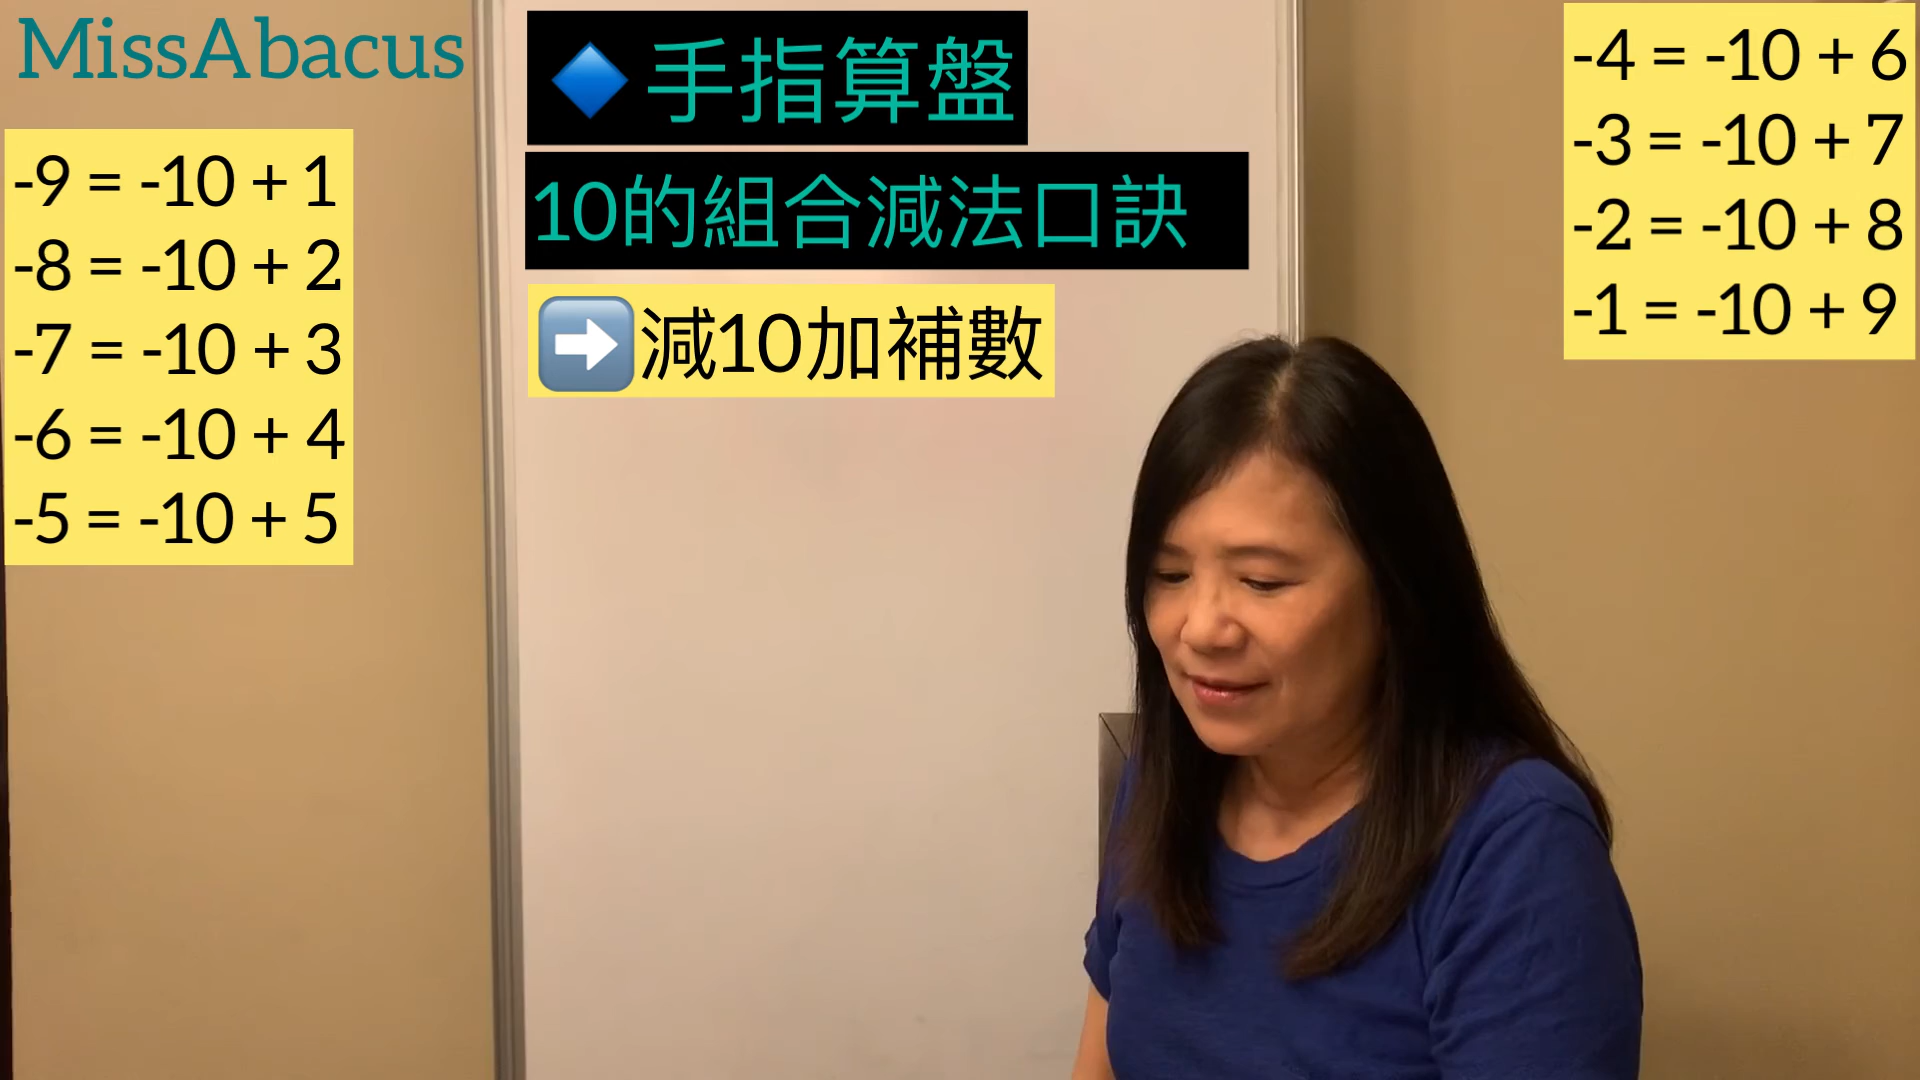 MissAbacus
-9 = -10 + 1
-8 = -10 + 2
-7 = -10 + 3
-6 = -10 + 4
-5 = -10 + 5
🔷手指算盤
10的組合減法口訣
➡️減10加補數
-4 = -10 + 6
-3 = -10 + 7
-2 = -10 + 8
-1 = -10 + 9